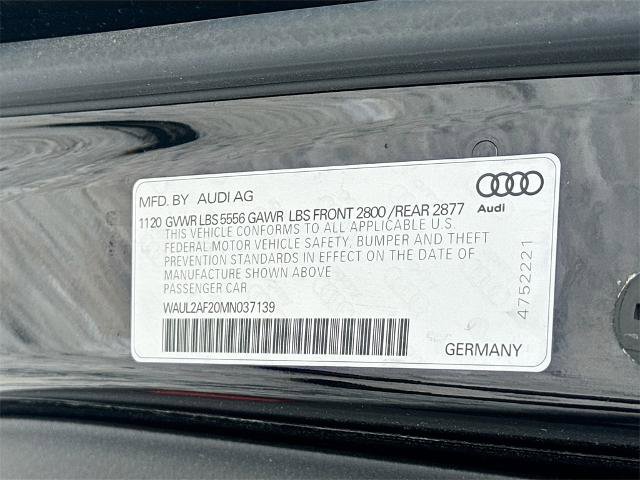 MFD. BY AUDI AG
1120 GVWR LBS 5556 GAWR LBS FRONT 2800 /REAR 2877
THIS VEHICLE CONFORMS TO ALL APPLICABLE U.S.
FEDERAL MOTOR VEHICLE SAFETY, BUMPER AND THEFT
PREVENTION STANDARDS IN EFFECT ON THE DATE OF
MANUFACTURE SHOWN ABOVE
PASSENGER CAR
WAUL2AF20MN037139
GERMANY
Audi
4752221